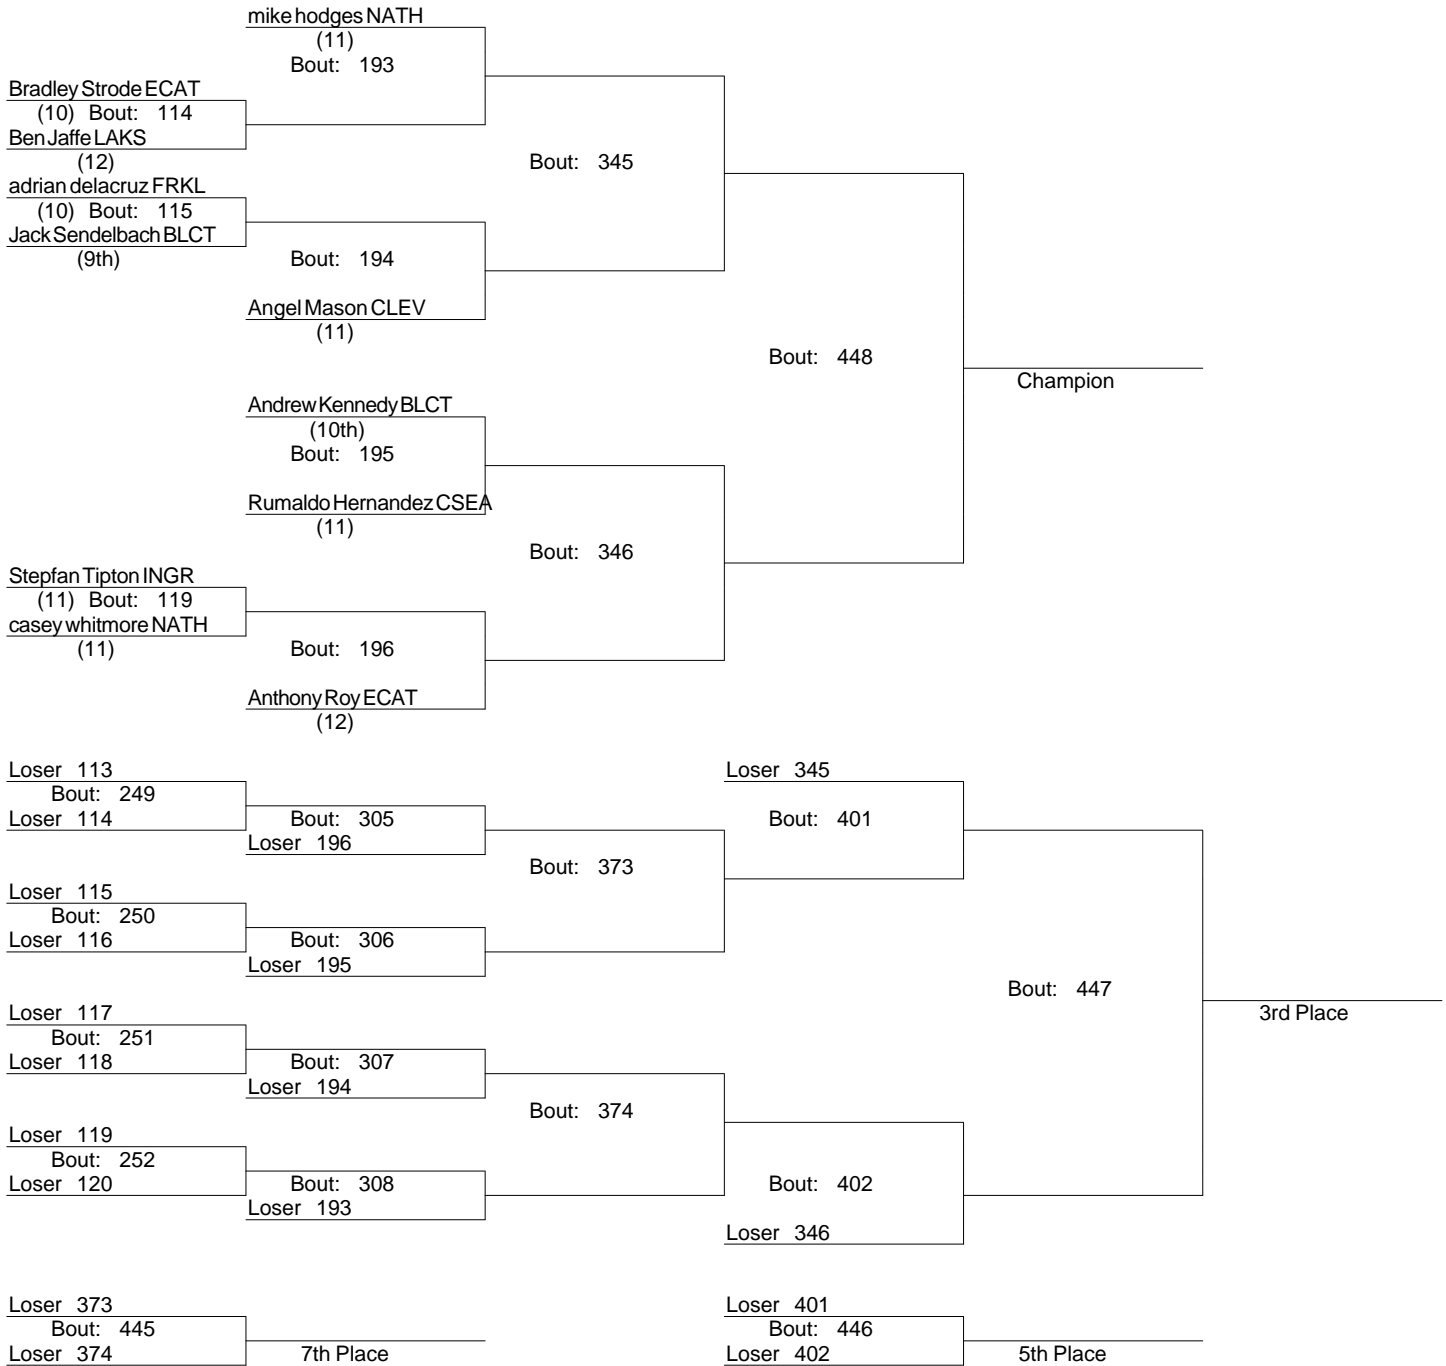 mike hodges NATH
(11)
Bout: 193
Bradley Strode ECAT
(10) Bout: 114
Ben Jaffe LAKS
(12)
Bout: 345
adrian delacruz FRKL
(10) Bout: 115
Jack Sendelbach BLCT
(9th)
Bout: 194
Angel Mason CLEV
(11)
Bout: 448
Champion
Andrew Kennedy BLCT
(10th)
Bout: 195
Rumaldo Hernandez CSEA
(11)
Bout: 346
Stepfan Tipton INGR
(11) Bout: 119
casey whitmore NATH
(11)
Bout: 196
Anthony Roy ECAT
(12)
Loser 113
Bout: 249
Loser 114
Bout: 305
Loser 196
Bout: 373
Loser 345
Bout: 401
Loser 115
Bout: 250
Loser 116
Bout: 306
Loser 195
Bout: 447
3rd Place
Loser 117
Bout: 251
Loser 118
Bout: 307
Loser 194
Bout: 374
Loser 119
Bout: 252
Loser 120
Bout: 308
Loser 193
Bout: 402
Loser 346
Loser 373
Bout: 445
Loser 374
7th Place
Loser 401
Bout: 446
Loser 402
5th Place